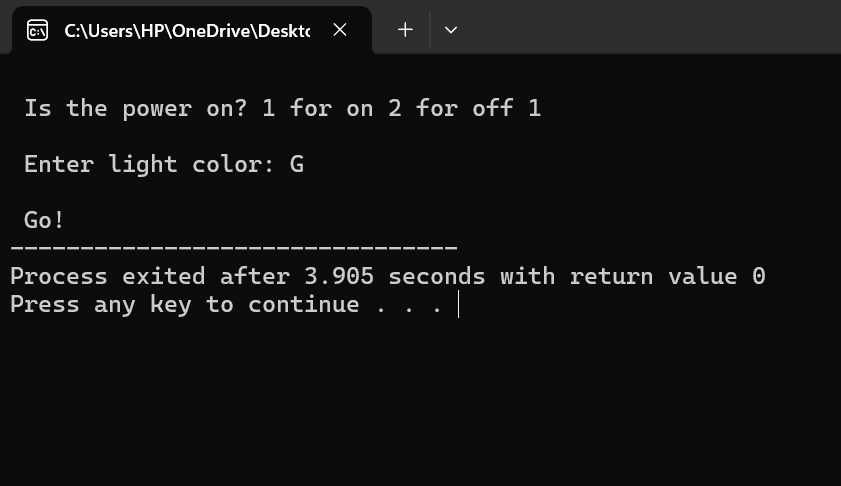 C:\Users\HP\OneDrive\Deskto
Is the power on? 1 for on 2 for off 1
Enter light color: G
Go!
--------------------------------
Process exited after 3.905 seconds with return value 0
Press any key to continue . . .